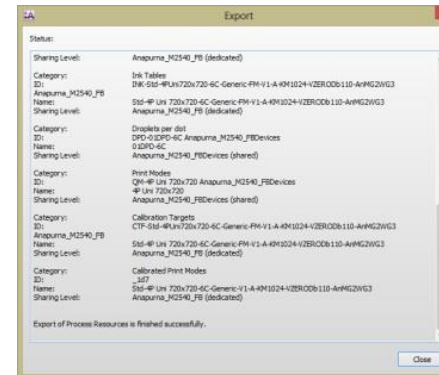 Export
Status:
Sharing Level: Anapurna_M2540_FB (dedicated)
Category: Ink Tables
ID: INK-Std-4PUni720x720-6C-Generic-FM-V1-A-KM1024-VZERODb110-AnMG2WG3
Anapurna_M2540_FB
Name: Std-4P Uni 720x720-6C-Generic-FM-V1-A-KM1024-VZERODb110-AnMG2WG3
Sharing Level: Anapurna_M2540_FB (dedicated)
Category: Droplets per dot
ID: DPD-01DPD-6C Anapurna_M2540_FBDevices
Name: 01DPD-6C
Sharing Level: Anapurna_M2540_FBDevices (shared)
Category: Print Modes
ID: QM-4P Uni 720x720 Anapurna_M2540_FBDevices
Name: 4P Uni 720x720
Sharing Level: Anapurna_M2540_FBDevices (shared)
Category: Calibration Targets
ID: CTF-Std-4PUni720x720-6C-Generic-FM-V1-A-KM1024-VZERODb110-AnMG2WG3
Anapurna_M2540_FB
Name: Std-4P Uni 720x720-6C-Generic-FM-V1-A-KM1024-VZERODb110-AnMG2WG3
Sharing Level: Anapurna_M2540_FB (dedicated)
Category: Calibrated Print Modes
ID: _1d7
Name: Std-4P Uni 720x720-6C-Generic-V1-A-KM1024-VZERODb110-AnMG2WG3
Sharing Level: Anapurna_M2540_FB (dedicated)
Export of Process Resources is finished successfully.
Close